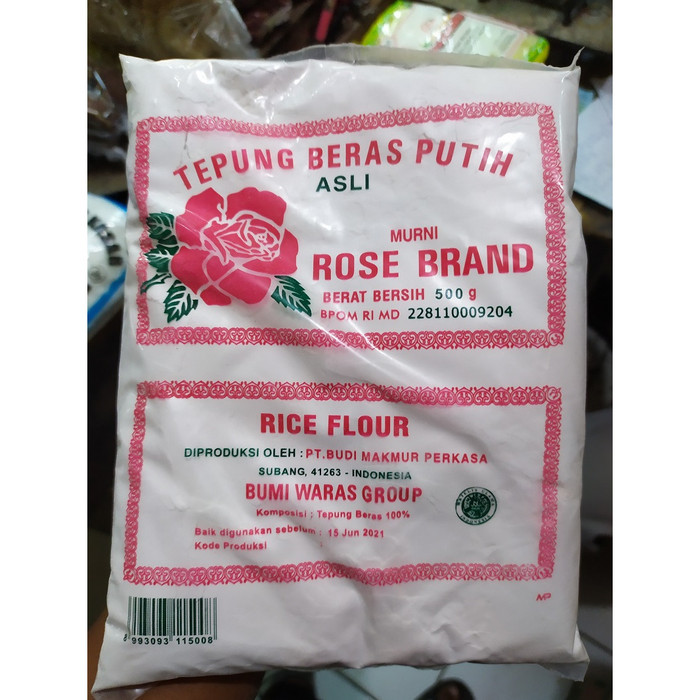 TEPUNG BERAS PUTIH
ASLI
MURNI
ROSE BRAND
BERAT BERSIH 500 g
BPOM RI MD 228110009204
RICE FLOUR
DIPRODUKSI OLEH : PT.BUDI MAKMUR PERKASA
SUBANG, 41263 - INDONESIA
BUMI WARAS GROUP
Komposisi : Tepung Beras 100%
Baik digunakan sebelum : 15 Jun 2021
Kode Produksi
993093 115008